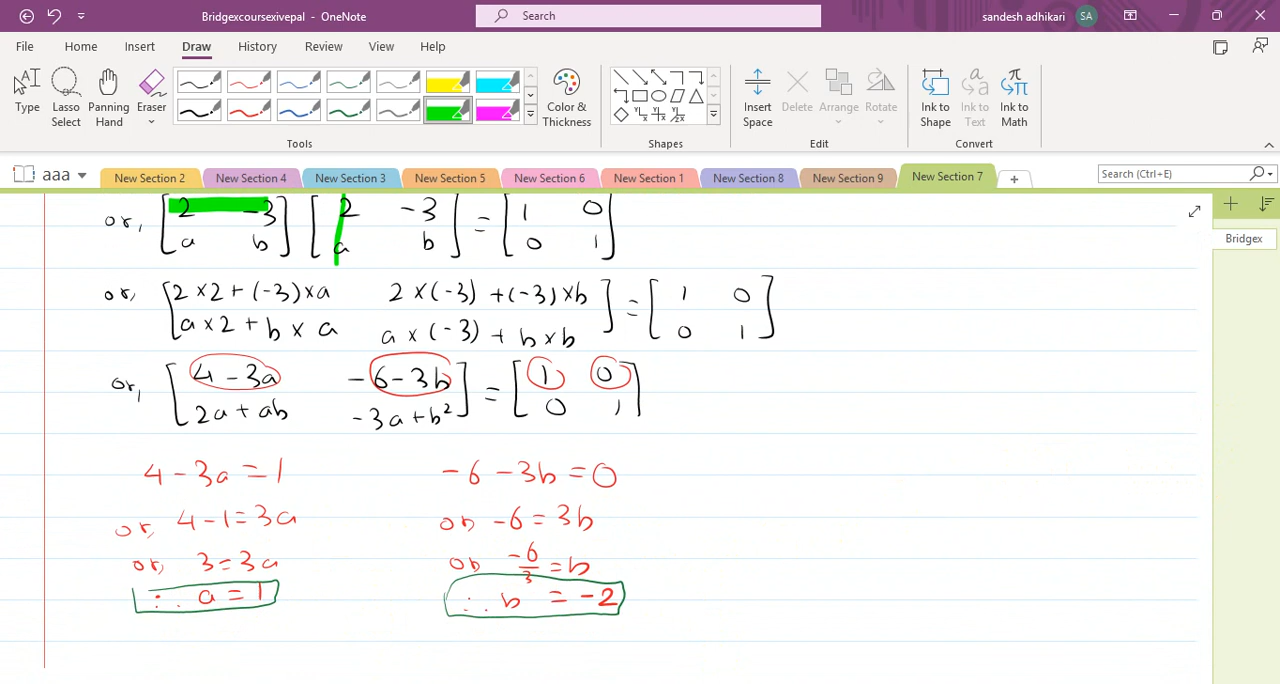 Bridgexcoursexivepal - OneNote
Search
sandesh adhikari SA
File Home Insert Draw History Review View Help
Type Lasso Select Panning Hand Eraser Color & Thickness Insert Space Delete Arrange Rotate Ink to Shape Ink to Text Ink to Math
Tools Shapes Edit Convert
aaa New Section 2 New Section 4 New Section 3 New Section 5 New Section 6 New Section 1 New Section 8 New Section 9 New Section 7 Search (Ctrl+E)
Bridgex
or, [2 -3 [2 -3 = [1 0
a b] a b] 0 1]
or, [2×2+(-3)×a 2×(-3)+(-3)×b = [1 0
a×2+b×a a×(-3)+b×b] 0 1]
or, [4-3a -6-3b = [1 0
2a+ab -3a+b²] 0 1]
4-3a=1 -6-3b=0
or, 4-1=3a or -6=3b
or, 3=3a or -6/3=b
∴ a=1 ∴ b = -2